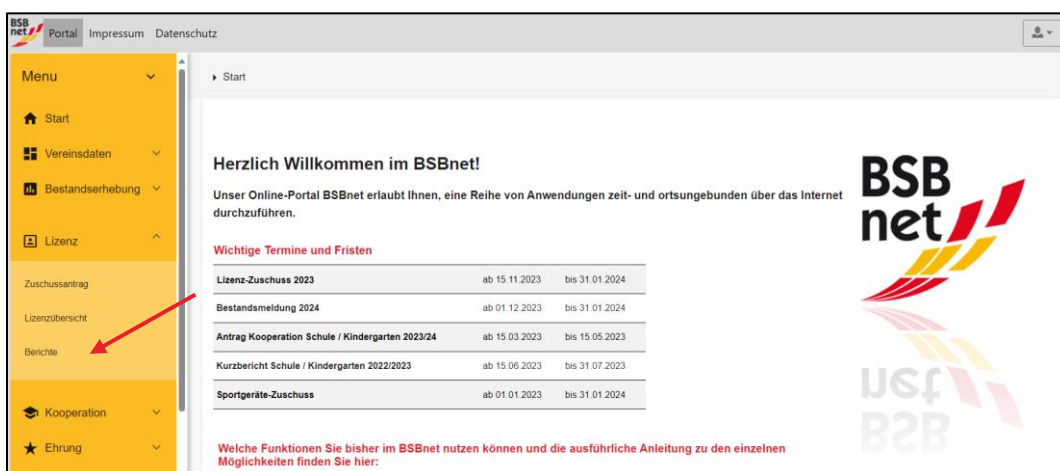 BSB
net
Portal Impressum Datenschutz
Menu
Start
Vereinsdaten
Bestandserhebung
Lizenz
Zuschussantrag
Lizenzübersicht
Berichte
Kooperation
Ehrung
Start
Herzlich Willkommen im BSBnet!
Unser Online-Portal BSBnet erlaubt Ihnen, eine Reihe von Anwendungen zeit- und ortsungebunden über das Internet
durchzuführen.
Wichtige Termine und Fristen
Lizenz-Zuschuss 2023 ab 15.11.2023 bis 31.01.2024
Bestandsmeldung 2024 ab 01.12.2023 bis 31.01.2024
Antrag Kooperation Schule / Kindergarten 2023/24 ab 15.03.2023 bis 15.05.2023
Kurzbericht Schule / Kindergarten 2022/2023 ab 15.06.2023 bis 31.07.2023
Sportgeräte-Zuschuss ab 01.01.2023 bis 31.01.2024
Welche Funktionen Sie bisher im BSBnet nutzen können und die ausführliche Anleitung zu den einzelnen
Möglichkeiten finden Sie hier:
BSB
net